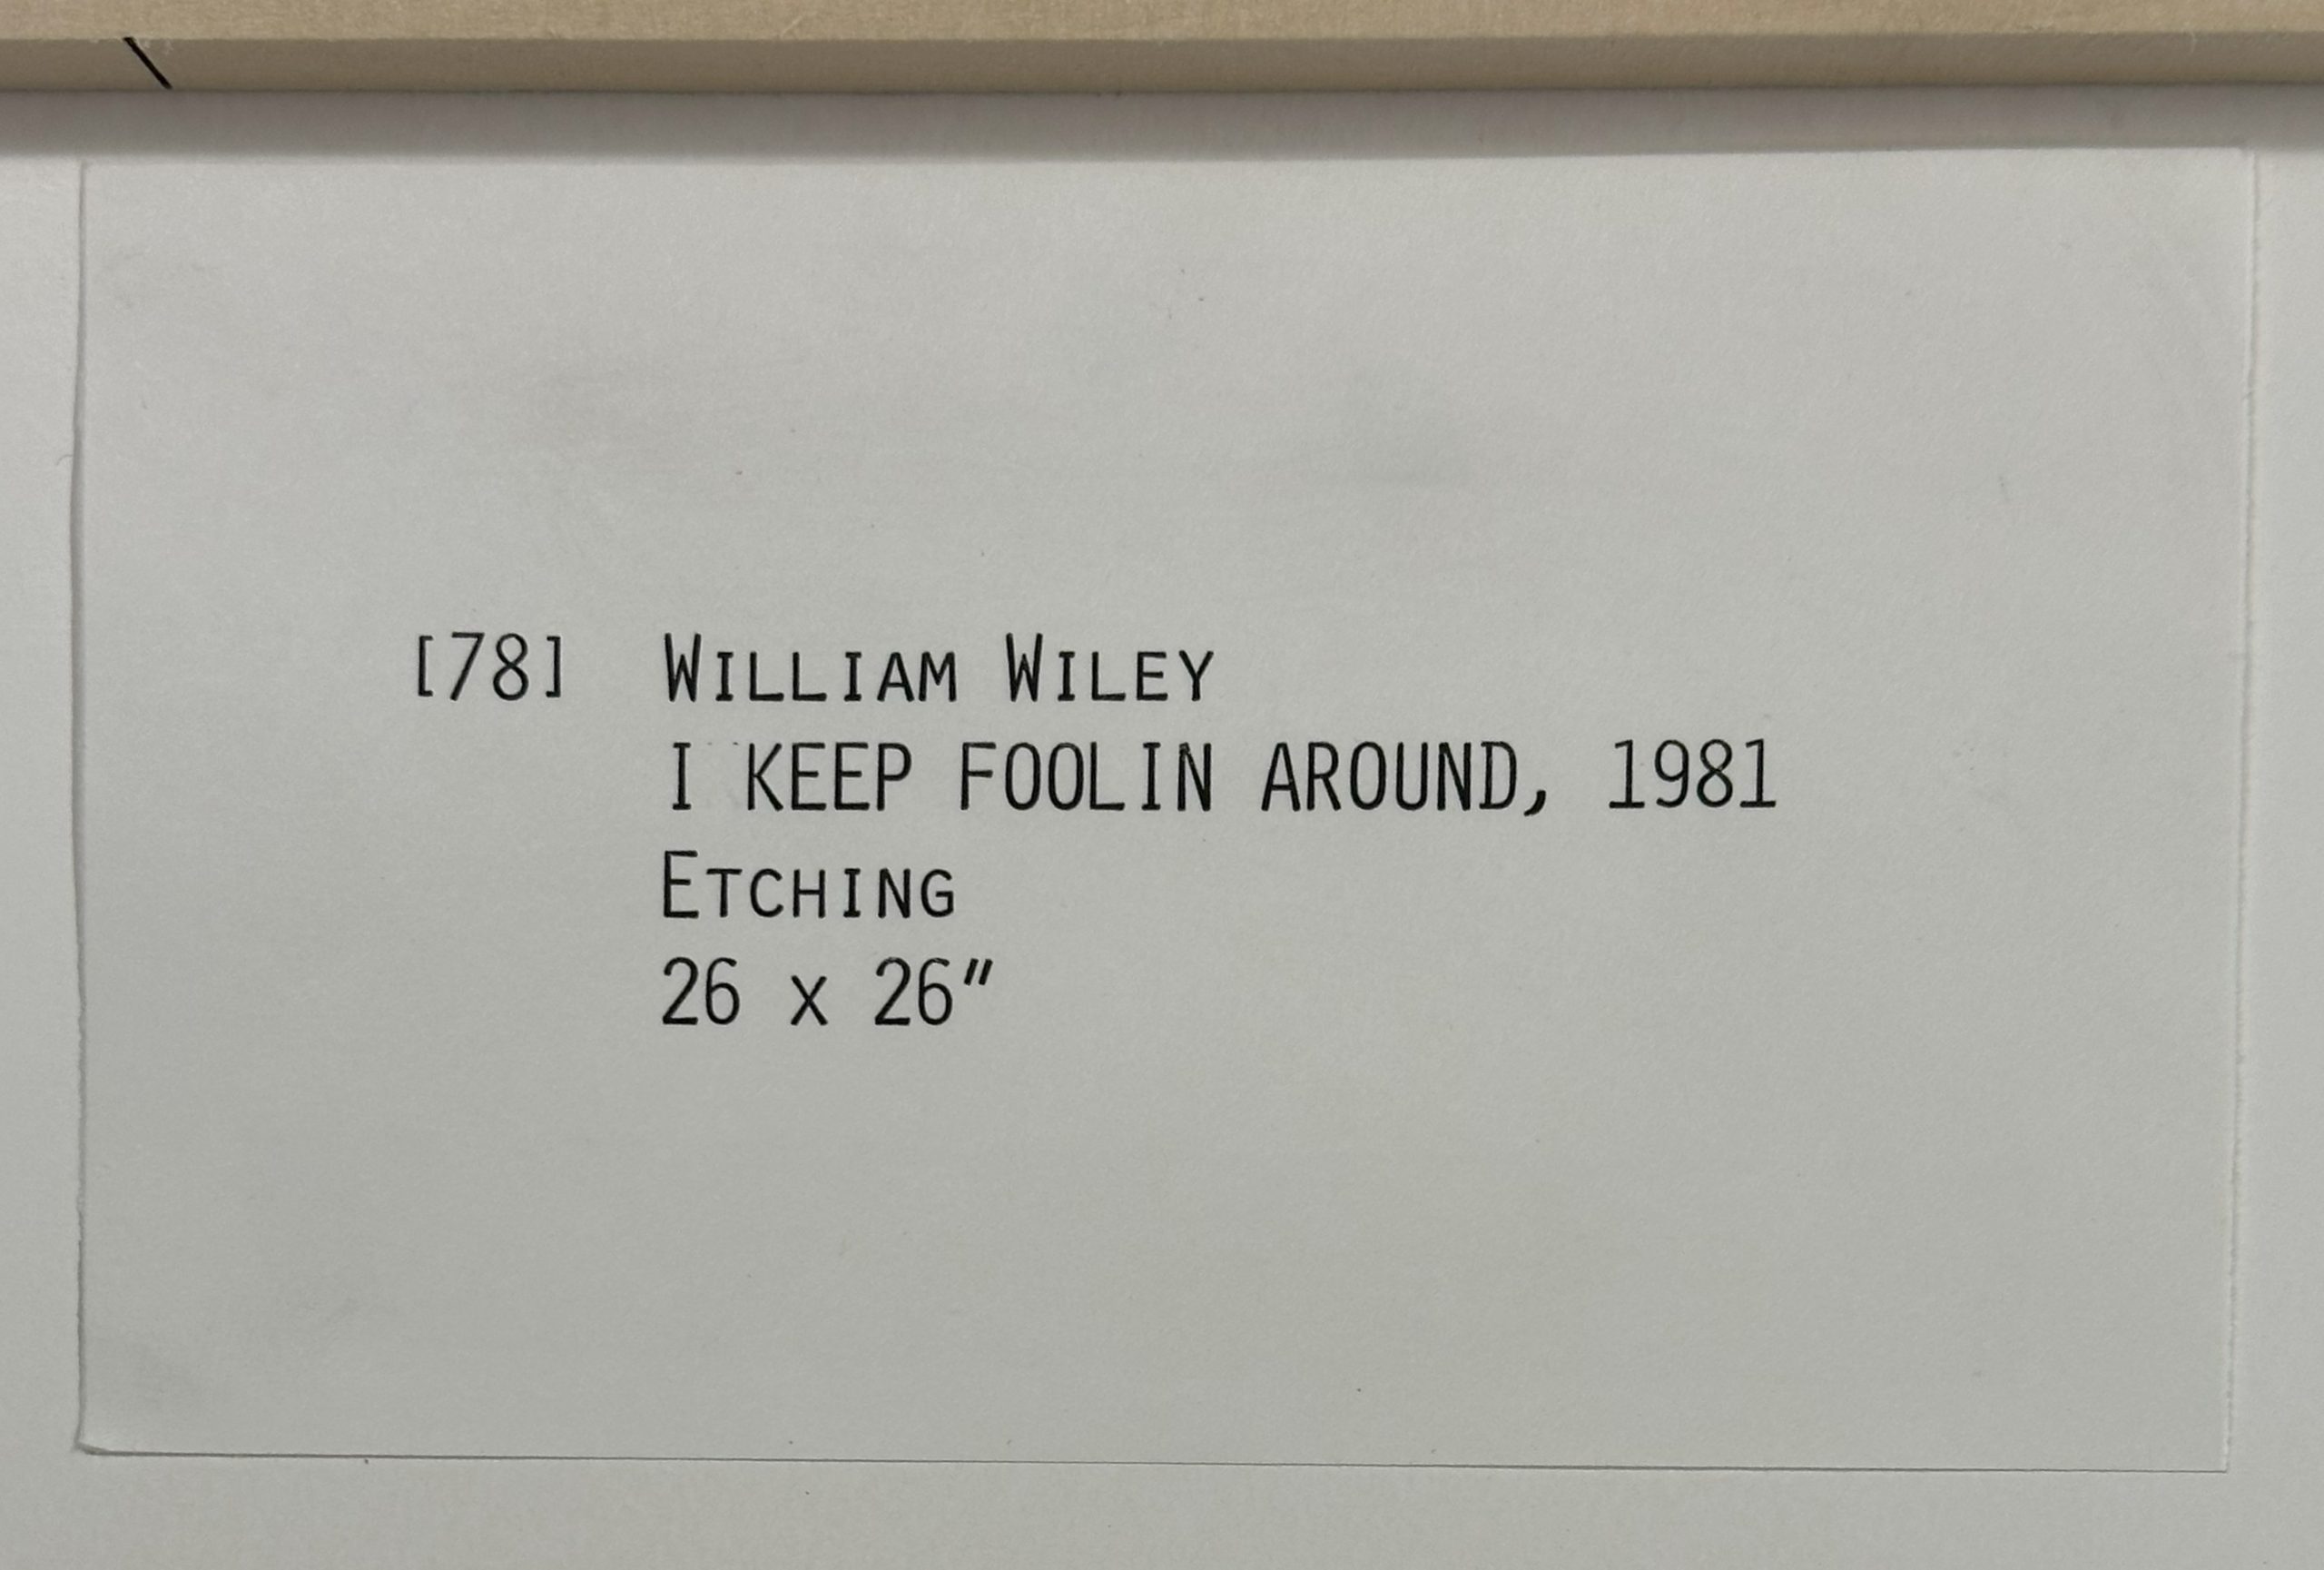 [78] William Wiley
I KEEP FOOLIN AROUND, 1981
Etching
26 x 26"